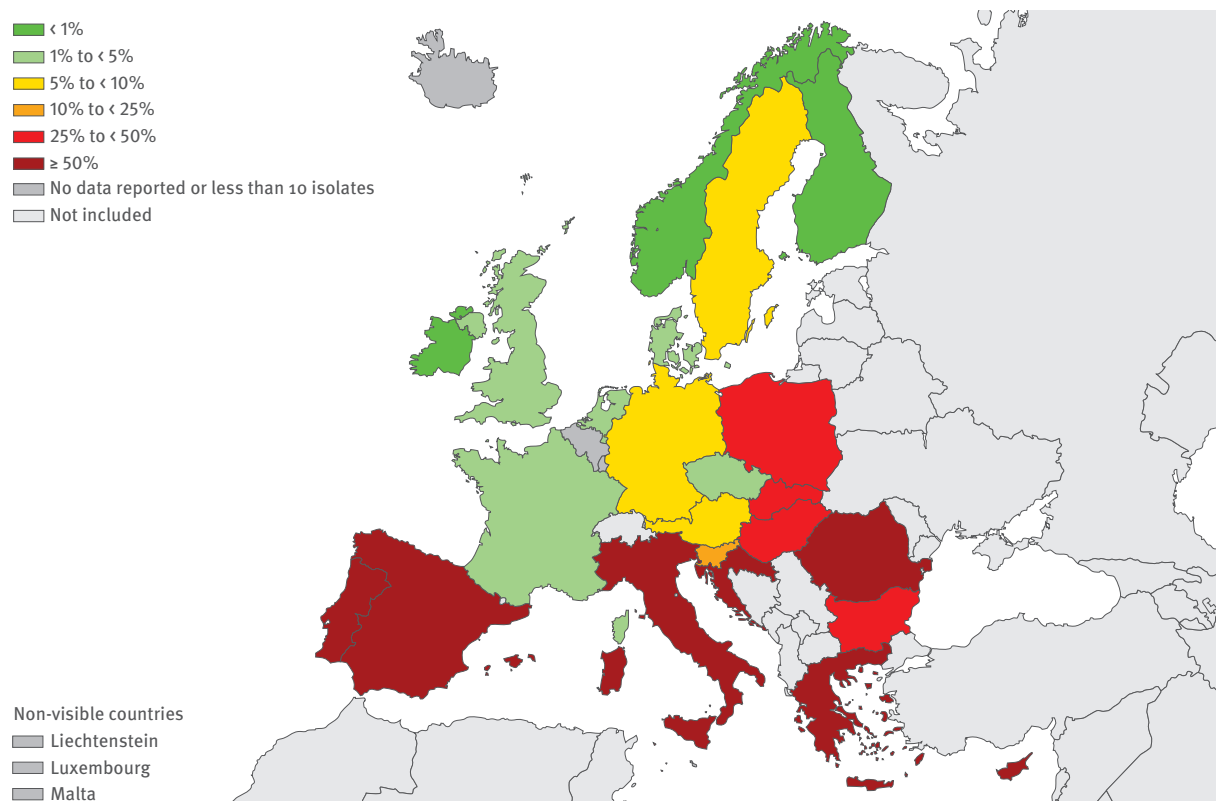 < 1%
1% to < 5%
5% to < 10%
10% to < 25%
25% to < 50%
≥ 50%
No data reported or less than 10 isolates
Not included
Non-visible countries
Liechtenstein
Luxembourg
Malta